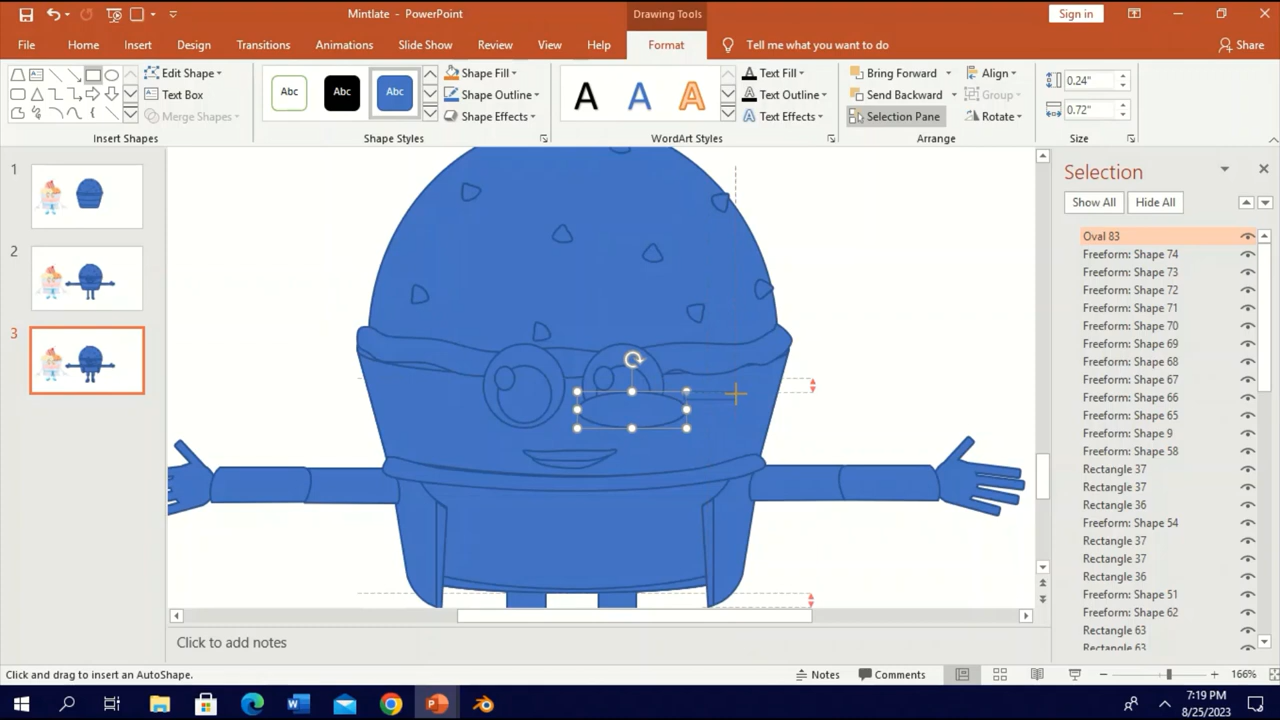 Mintlate - PowerPoint
Drawing Tools
Sign in
File Home Insert Design Transitions Animations Slide Show Review View Help Format Tell me what you want to do Share
Edit Shape
Text Box
Merge Shapes
Insert Shapes
Abc Abc Abc
Shape Fill
Shape Outline
Shape Effects
Shape Styles
A A A
Text Fill
Text Outline
Text Effects
WordArt Styles
Bring Forward
Send Backward
Selection Pane
Align
Group
Rotate
Arrange
0.24"
0.72"
Size
1
2
3
Selection
Show All Hide All
Oval 83
Freeform: Shape 74
Freeform: Shape 73
Freeform: Shape 72
Freeform: Shape 71
Freeform: Shape 70
Freeform: Shape 69
Freeform: Shape 68
Freeform: Shape 67
Freeform: Shape 66
Freeform: Shape 65
Freeform: Shape 9
Freeform: Shape 58
Rectangle 37
Rectangle 37
Rectangle 36
Freeform: Shape 54
Rectangle 37
Rectangle 37
Rectangle 36
Freeform: Shape 51
Freeform: Shape 62
Rectangle 63
Rectangle 63
Click to add notes
Click and drag to insert an AutoShape.
Notes Comments 166%
7:19 PM
8/25/2023